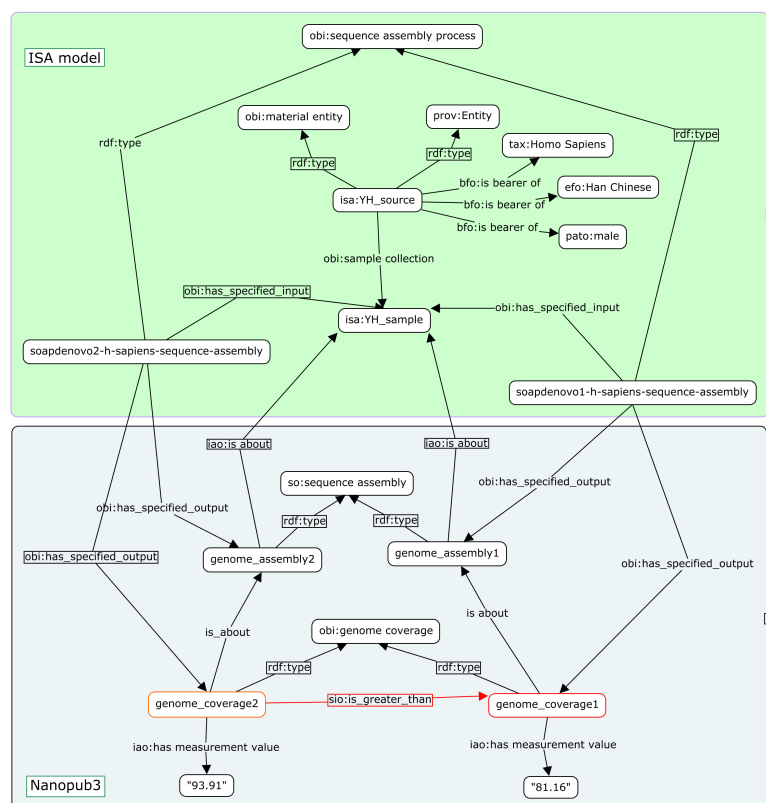 obi:sequence assembly process
ISA model
rdf:type
rdf:type
obi:material entity
prov:Entity
tax:Homo Sapiens
rdf:type
rdf:type
bfo:is bearer of
efo:Han Chinese
isa:YH_source
bfo:is bearer of
bfo:is bearer of
pato:male
obi:sample collection
obi:has_specified_input
obi:has_specified_input
isa:YH_sample
soapdenovo2-h-sapiens-sequence-assembly
soapdenovo1-h-sapiens-sequence-assembly
iao:is about
iao:is about
so:sequence assembly
obi:has_specified_output
obi:has_specified_output
rdf:type
rdf:type
obi:has_specified_output
genome_assembly2
genome_assembly1
obi:has_specified_output
is about
is_about
obi:genome coverage
rdf:type
rdf:type
genome_coverage2
sio:is_greater_than
genome_coverage1
iao:has measurement value
iao:has measurement value
Nanopub3
"93.91"
"81.16"